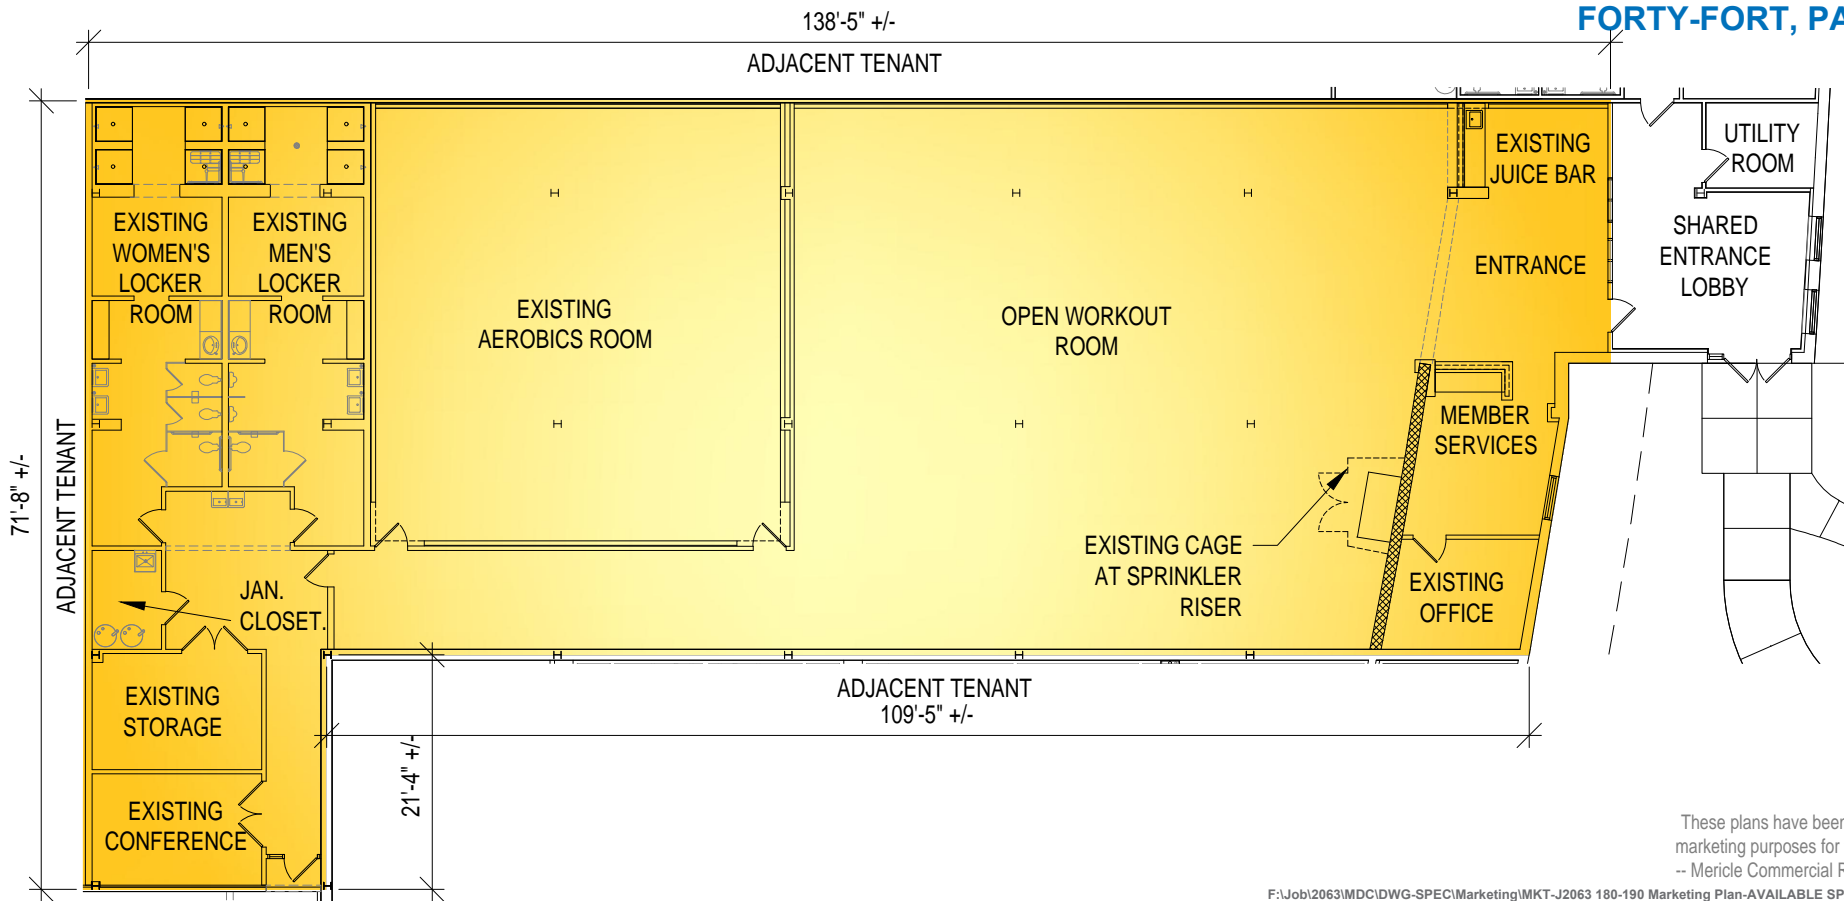 138'-5" +/-
FORTY-FORT, PA
ADJACENT TENANT
EXISTING
JUICE BAR
UTILITY
ROOM
EXISTING
WOMEN'S
LOCKER
ROOM
EXISTING
MEN'S
LOCKER
ROOM
SHARED
ENTRANCE
LOBBY
ENTRANCE
EXISTING
AEROBICS ROOM
OPEN WORKOUT
ROOM
71'-8" +/-
ADJACENT TENANT
MEMBER
SERVICES
EXISTING CAGE
AT SPRINKLER
RISER
EXISTING
OFFICE
JAN.
CLOSET.
EXISTING
STORAGE
ADJACENT TENANT
109'-5" +/-
21'-4" +/-
EXISTING
CONFERENCE
These plans have been
marketing purposes for
-- Mericle Commercial R
F:\Job\2063\MDC\DWG-SPEC\Marketing\MKT-J2063 180-190 Marketing Plan-AVAILABLE SP